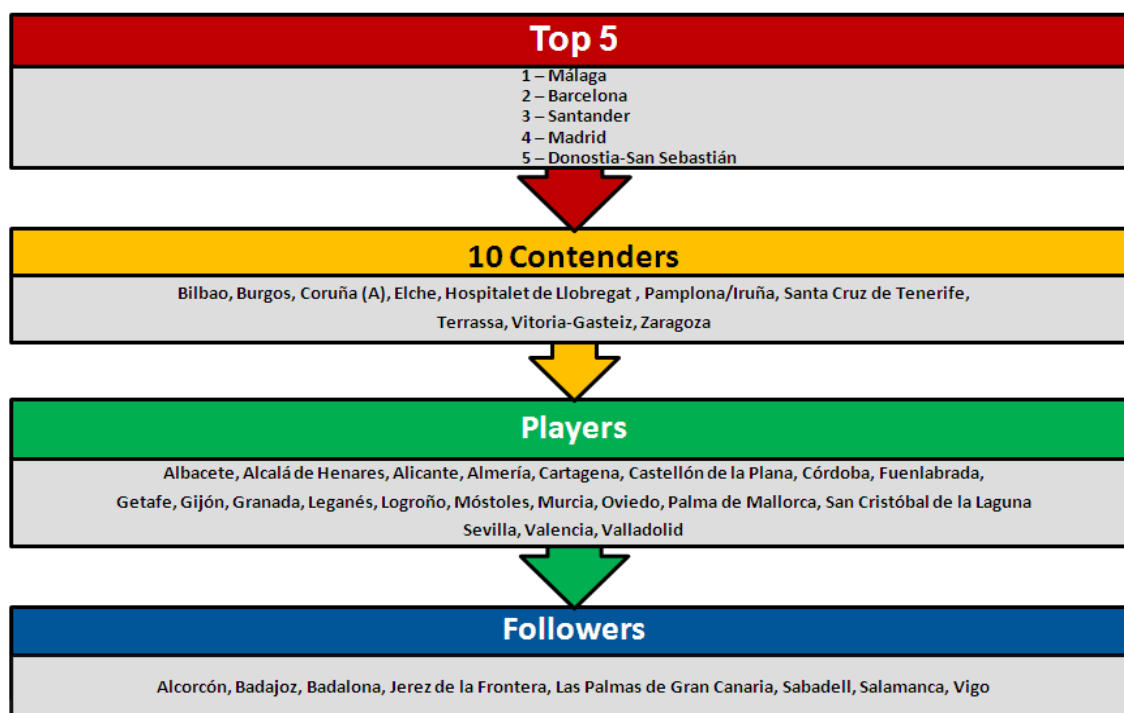 Top 5
1 – Málaga
2 – Barcelona
3 – Santander
4 – Madrid
5 – Donostia-San Sebastián
10 Contenders
Bilbao, Burgos, Coruña (A), Elche, Hospitalet de Llobregat , Pamplona/Iruña, Santa Cruz de Tenerife,
Terrassa, Vitoria-Gasteiz, Zaragoza
Players
Albacete, Alcalá de Henares, Alicante, Almería, Cartagena, Castellón de la Plana, Córdoba, Fuenlabrada,
Getafe, Gijón, Granada, Leganés, Logroño, Móstoles, Murcia, Oviedo, Palma de Mallorca, San Cristóbal de la Laguna
Sevilla, Valencia, Valladolid
Followers
Alcorcón, Badajoz, Badalona, Jerez de la Frontera, Las Palmas de Gran Canaria, Sabadell, Salamanca, Vigo